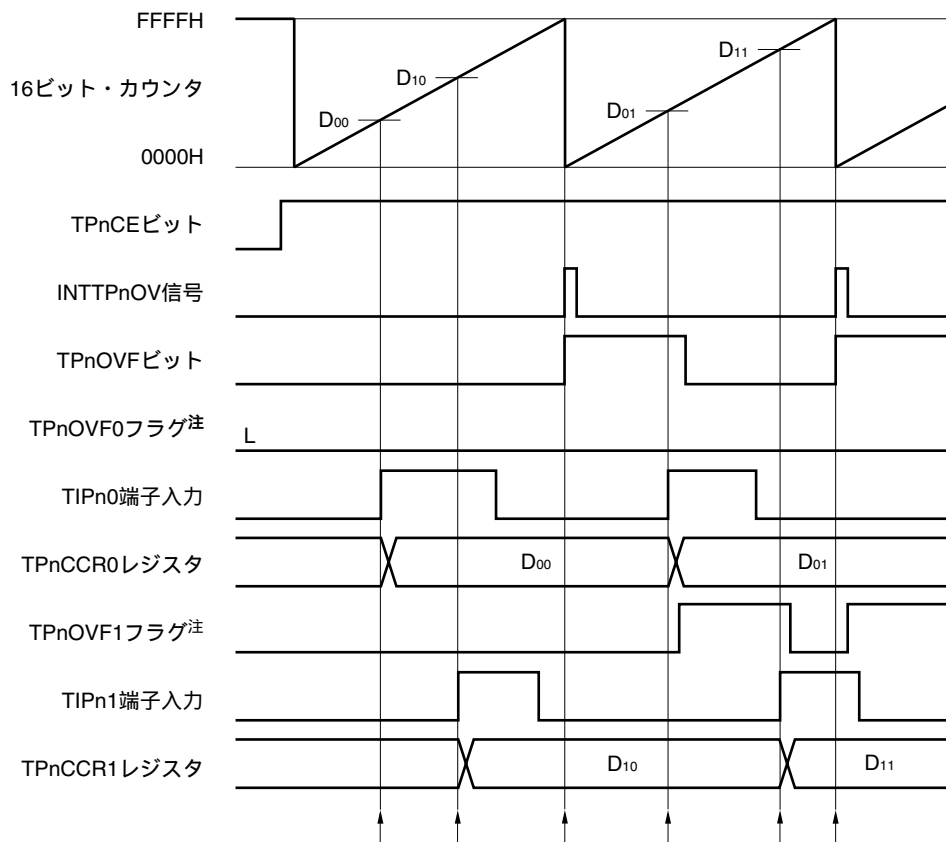 FFFFH
16ビット・カウンタ
0000H
D00
D10
D01
D11
TPnCEビット
INTTPnOV信号
TPnOVFビット
TPnOVF0フラグ注
L
TIPn0端子入力
TPnCCR0レジスタ
D00
D01
TPnOVF1フラグ注
TIPn1端子入力
TPnCCR1レジスタ
D10
D11